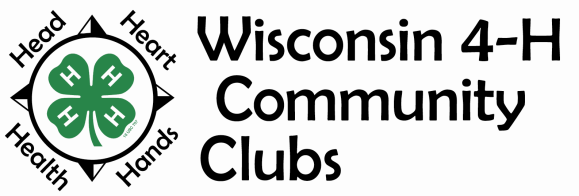 Head
Heart
Health
Hands
H H
H H
Wisconsin 4-H
Community
Clubs